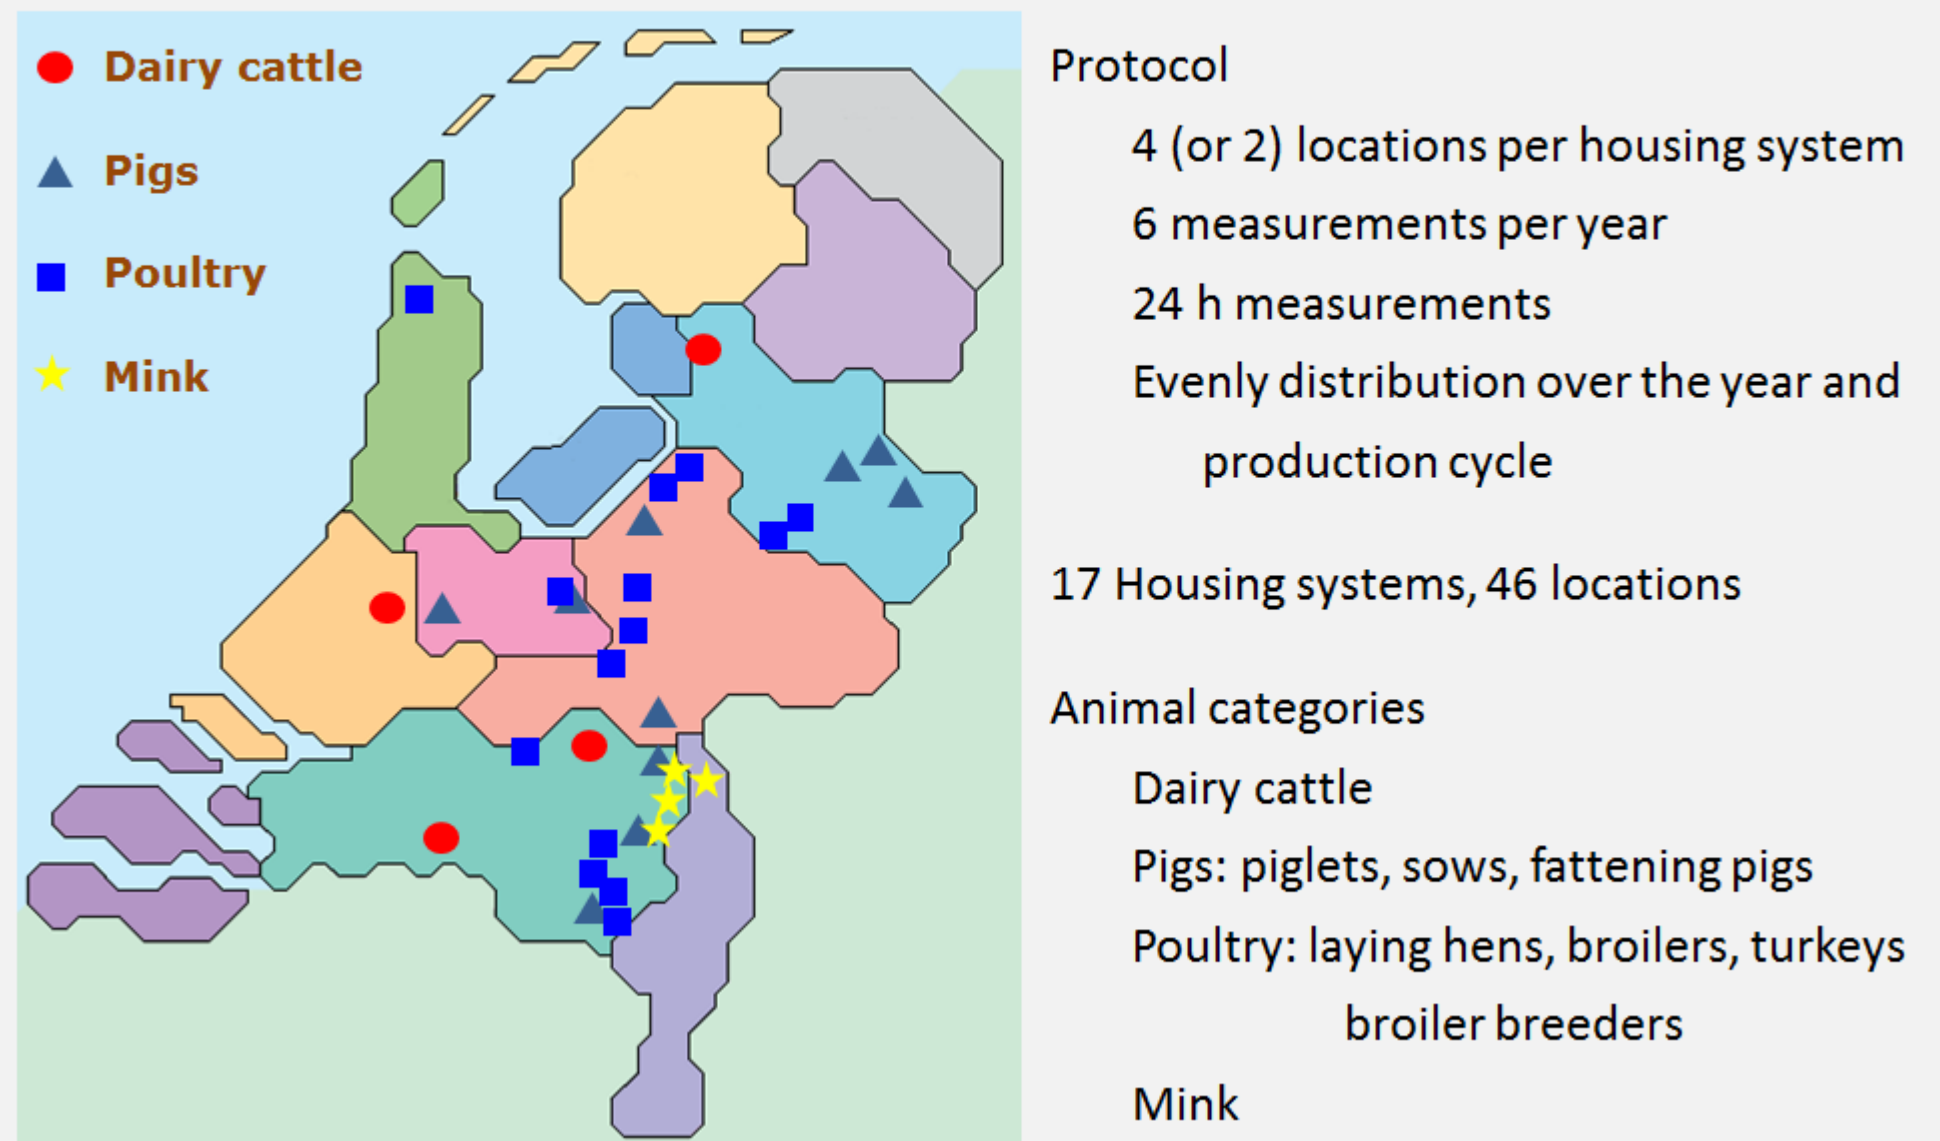 Dairy cattle
Pigs
Poultry
Mink
Protocol
4 (or 2) locations per housing system
6 measurements per year
24 h measurements
Evenly distribution over the year and
production cycle
17 Housing systems, 46 locations
Animal categories
Dairy cattle
Pigs: piglets, sows, fattening pigs
Poultry: laying hens, broilers, turkeys
broiler breeders
Mink